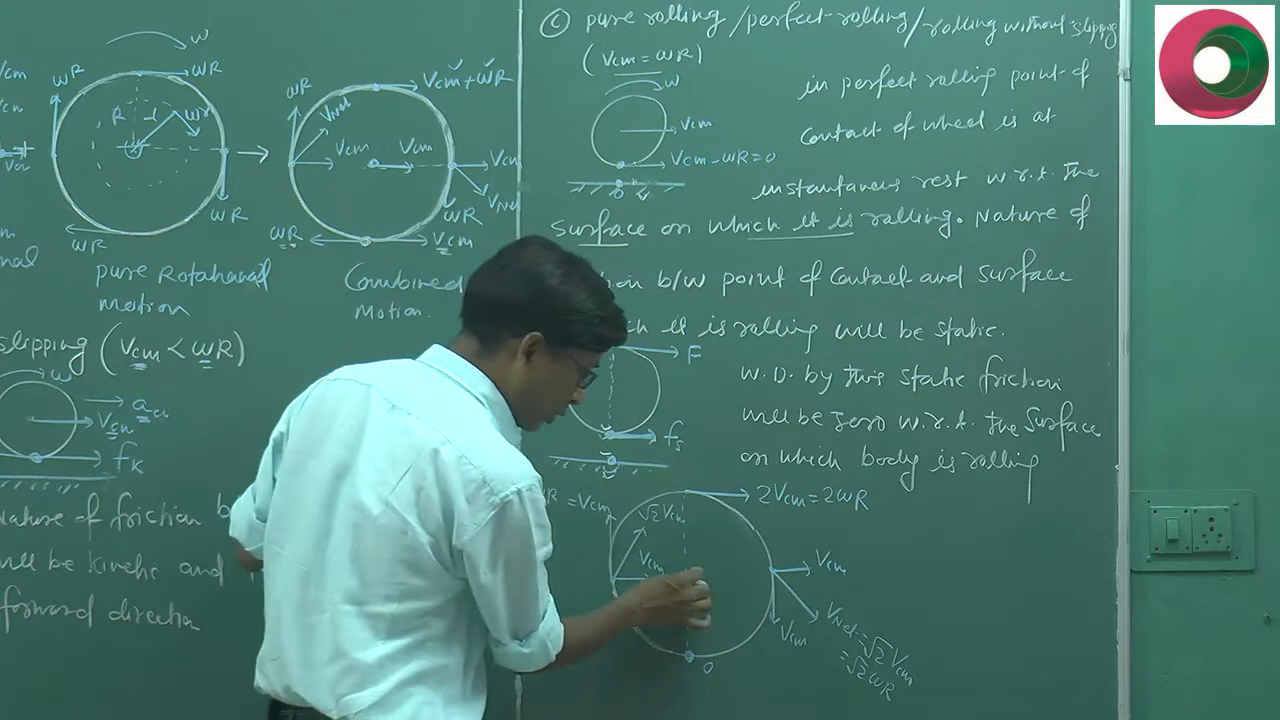 Vcm
Vcm
ω
ωR
ωR
R
r
ωr
ωR
ωR
pure Rotational
motion
ωR
Vnet
Vcm
Vcm
Vcm + ωR
Vcm
Vnet
ωR
ωR
Vcm
Combined
Motion.
slipping (Vcm < ωR)
ω
Vcm
fK
Nature of friction
will be kinetic and
forward direction
(C) pure rolling / perfect rolling / rolling without slipping
(Vcm = ωR)
ω
Vcm
Vcm - ωR = 0
in perfect rolling point of
Contact of wheel is at
instantaneous rest w.r.t. the
surface on which it is rolling. Nature of
b/w point of Contact and Surface
it is rolling will be static.
F
fs
W.D. by this static friction
will be zero w.r.t. the Surface
on which body is rolling
= Vcm
√2 Vcm
Vcm
2Vcm = 2ωR
Vcm
Vcm
VNet = √2 Vcm
= √2 ωR
O